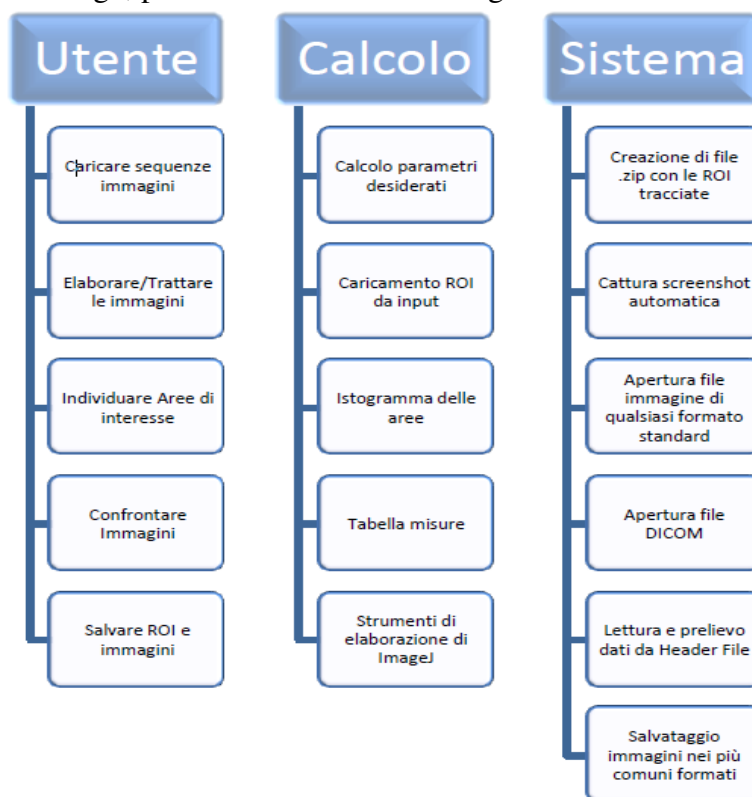 Utente
Caricare sequenze
immagini
Elaborare/Trattare
le immagini
Individuare Aree di
interesse
Confrontare
Immagini
Salvare ROI e
immagini
Calcolo
Calcolo parametri
desiderati
Caricamento ROI
da input
Istogramma delle
aree
Tabella misure
Strumenti di
elaborazione di
ImageJ
Sistema
Creazione di file
.zip con le ROI
tracciate
Cattura screenshot
automatica
Apertura file
immagine di
qualsiasi formato
standard
Apertura file
DICOM
Lettura e prelievo
dati da Header File
Salvataggio
immagini nei più
comuni formati